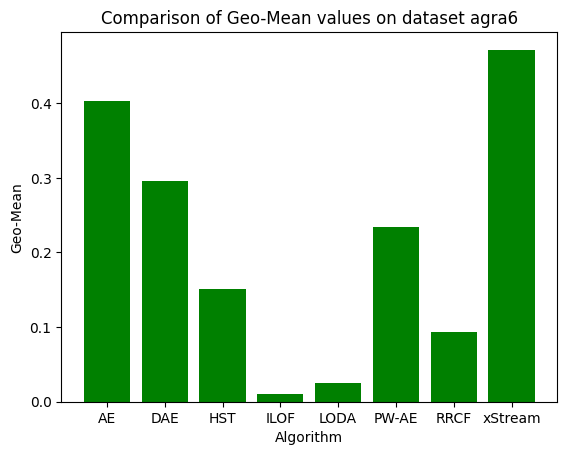 Comparison of Geo-Mean values on dataset agra6
Geo-Mean
0.4
0.3
0.2
0.1
0.0
AE DAE HST ILOF LODA PW-AE RRCF xStream
Algorithm